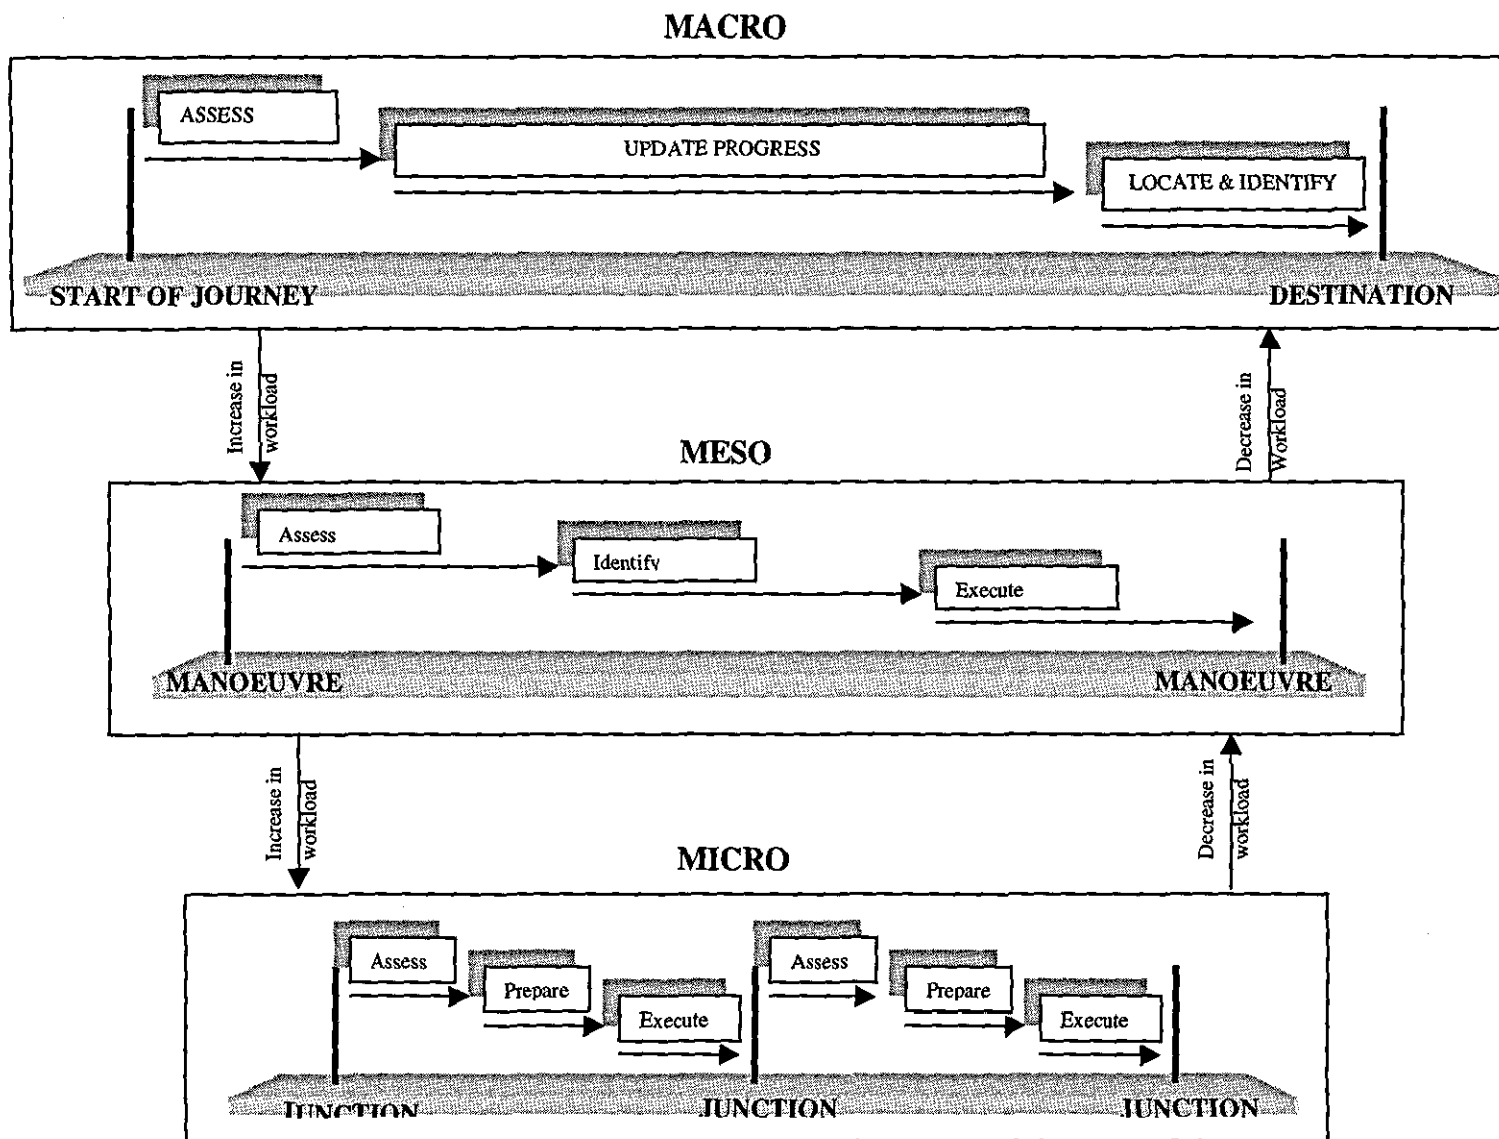 MACRO
ASSESS
UPDATE PROGRESS
LOCATE & IDENTIFY
START OF JOURNEY
DESTINATION
Increase in
workload
Decrease in
Workload
MESO
Assess
Identify
Execute
MANOEUVRE
MANOEUVRE
Increase in
workload
Decrease in
workload
MICRO
Assess
Prepare
Execute
Assess
Prepare
Execute
JUNCTION
JUNCTION
JUNCTION